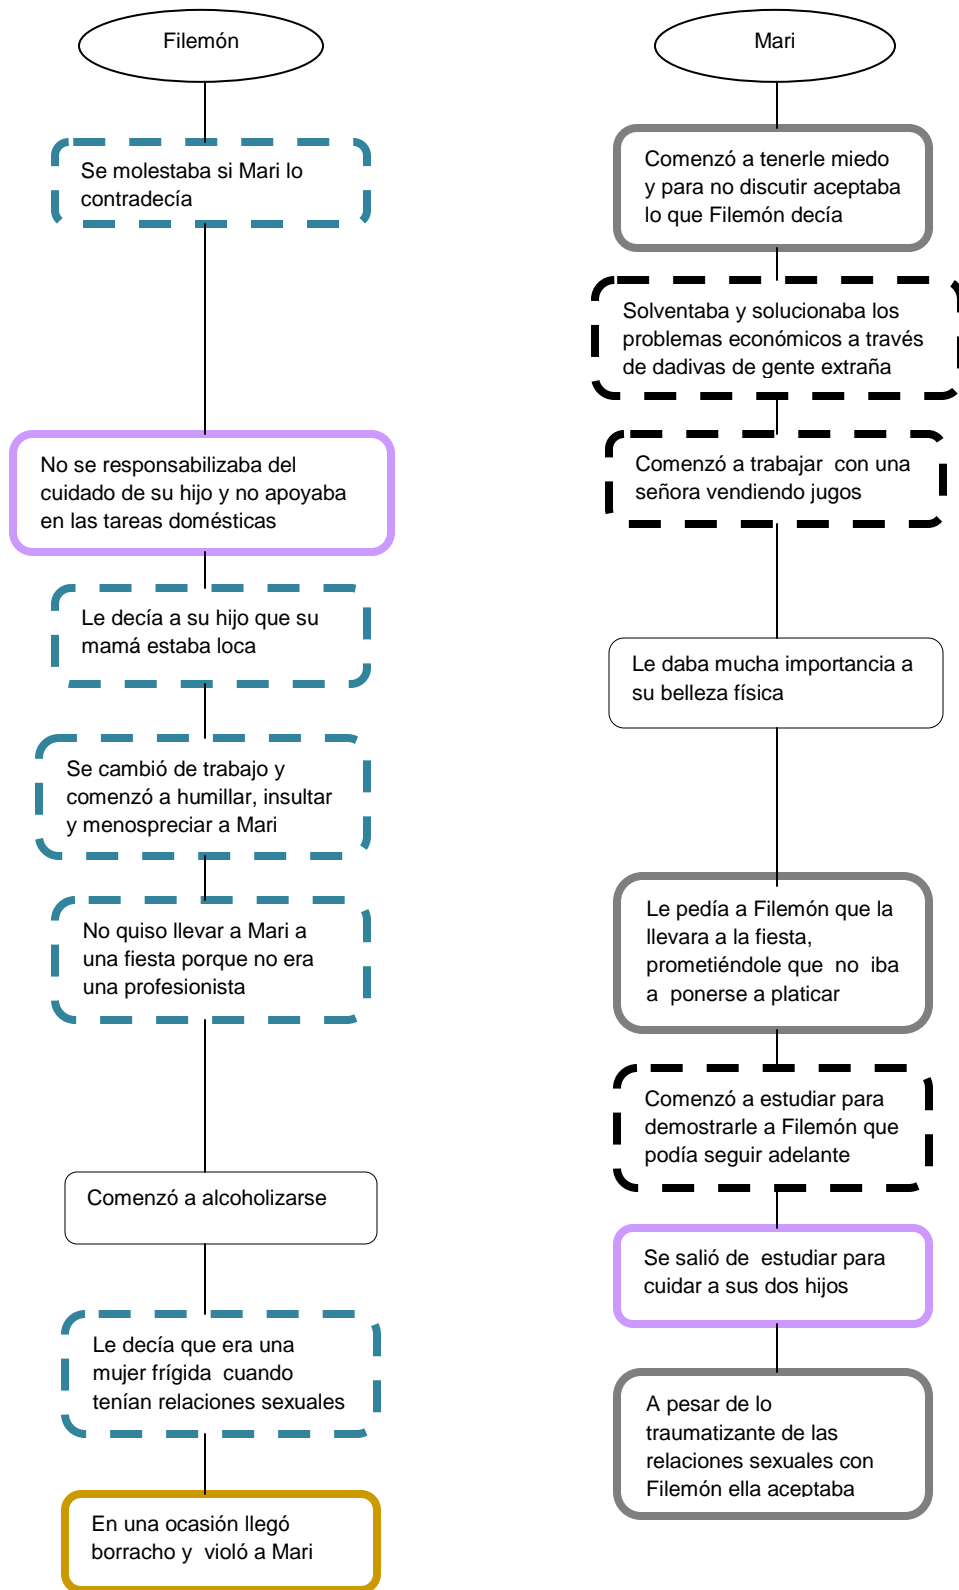 Filemón
Se molestaba si Mari lo
contradecía
No se responsabilizaba del
cuidado de su hijo y no apoyaba
en las tareas domésticas
Le decía a su hijo que su
mamá estaba loca
Se cambió de trabajo y
comenzó a humillar, insultar
y menospreciar a Mari
No quiso llevar a Mari a
una fiesta porque no era
una profesionista
Comenzó a alcoholizarse
Le decía que era una
mujer frígida cuando
tenían relaciones sexuales
En una ocasión llegó
borracho y violó a Mari
Mari
Comenzó a tenerle miedo
y para no discutir aceptaba
lo que Filemón decía
Solventaba y solucionaba los
problemas económicos a través
de dadivas de gente extraña
Comenzó a trabajar con una
señora vendiendo jugos
Le daba mucha importancia a
su belleza física
Le pedía a Filemón que la
llevara a la fiesta,
prometiéndole que no iba
a ponerse a platicar
Comenzó a estudiar para
demostrarle a Filemón que
podía seguir adelante
Se salió de estudiar para
cuidar a sus dos hijos
A pesar de lo
traumatizante de las
relaciones sexuales con
Filemón ella aceptaba